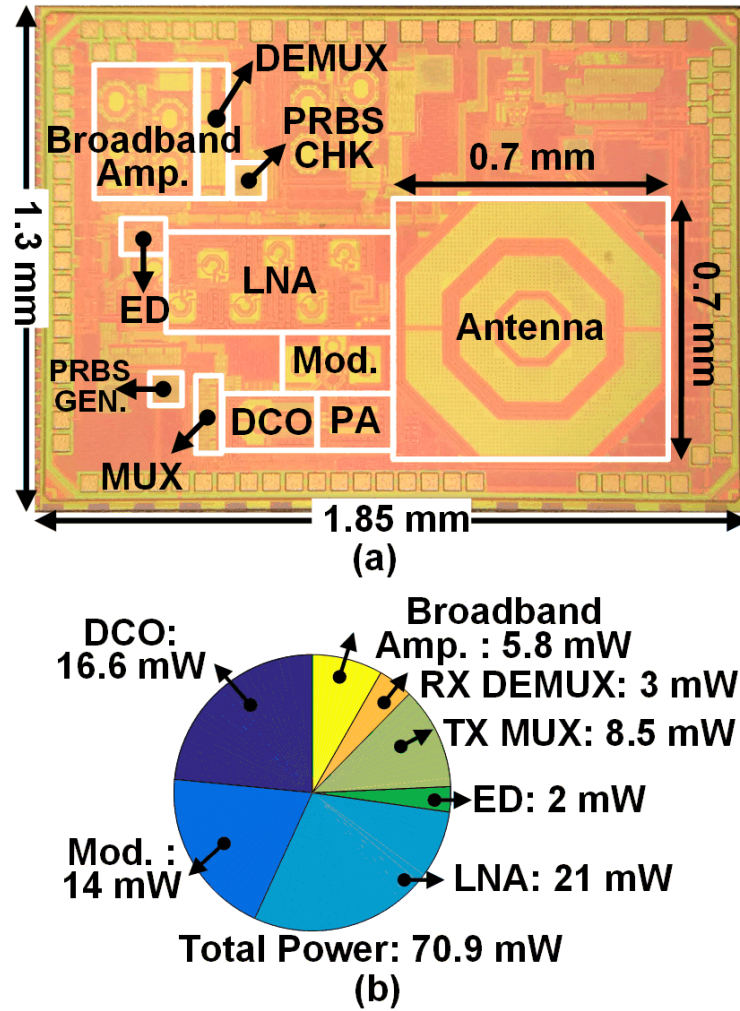 DEMUX
Broadband
Amp.
PRBS
CHK
0.7 mm
1.3 mm
LNA
ED
0.7 mm
Antenna
Mod.
PRBS
GEN.
DCO
PA
MUX
1.85 mm
(a)
Broadband
Amp. : 5.8 mW
DCO:
16.6 mW
RX DEMUX: 3 mW
TX MUX: 8.5 mW
ED: 2 mW
Mod. :
14 mW
LNA: 21 mW
Total Power: 70.9 mW
(b)